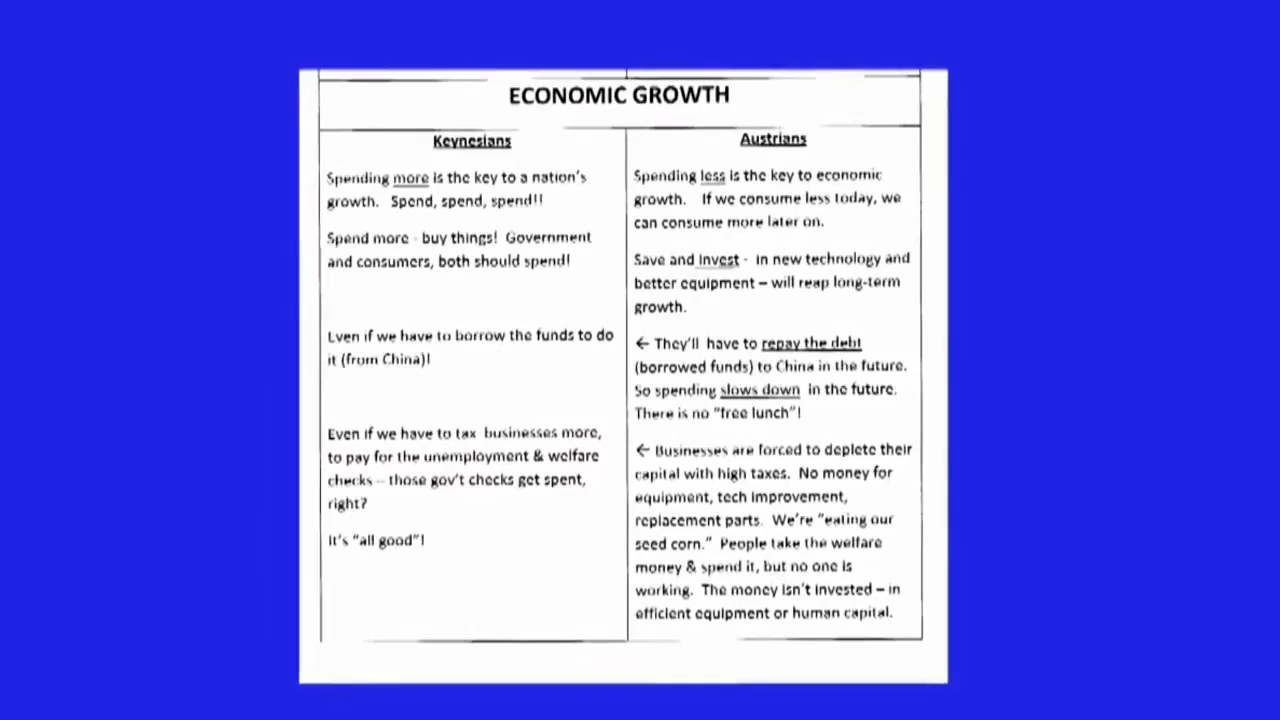 ECONOMIC GROWTH
Keynesians
Spending more is the key to a nation's
growth. Spend, spend, spend!!
Spend more - buy things! Government
and consumers, both should spend!
Even if we have to borrow the funds to do
it (from China)!
Even if we have to tax businesses more,
to pay for the unemployment & welfare
checks – those gov't checks get spent,
right?
It's "all good"!
Austrians
Spending less is the key to economic
growth. If we consume less today, we
can consume more later on.
Save and invest - in new technology and
better equipment – will reap long-term
growth.
← They'll have to repay the debt
(borrowed funds) to China in the future.
So spending slows down in the future.
There is no "free lunch"!
← Businesses are forced to deplete their
capital with high taxes. No money for
equipment, tech improvement,
replacement parts. We're "eating our
seed corn." People take the welfare
money & spend it, but no one is
working. The money isn't invested – in
efficient equipment or human capital.